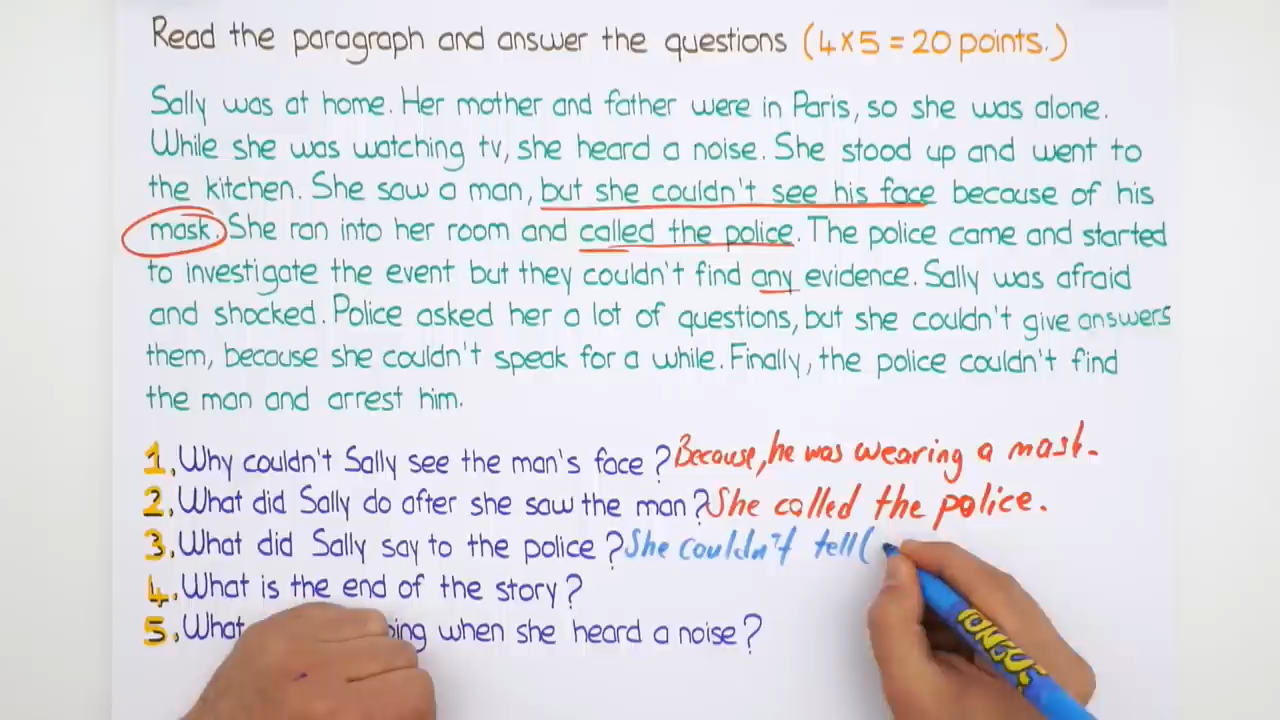 Read the paragraph and answer the questions (4x5=20 points.)
Sally was at home. Her mother and father were in Paris, so she was alone.
While she was watching tv, she heard a noise. She stood up and went to
the kitchen. She saw a man, but she couldn't see his face because of his
mask. She ran into her room and called the police. The police came and started
to investigate the event but they couldn't find any evidence. Sally was afraid
and shocked. Police asked her a lot of questions, but she couldn't give answers
them, because she couldn't speak for a while. Finally, the police couldn't find
the man and arrest him.
1. Why couldn't Sally see the man's face? Because, he was wearing a mask.
2. What did Sally do after she saw the man? She called the police.
3. What did Sally say to the police? She couldn't tell(
4. What is the end of the story?
5. What when she heard a noise?